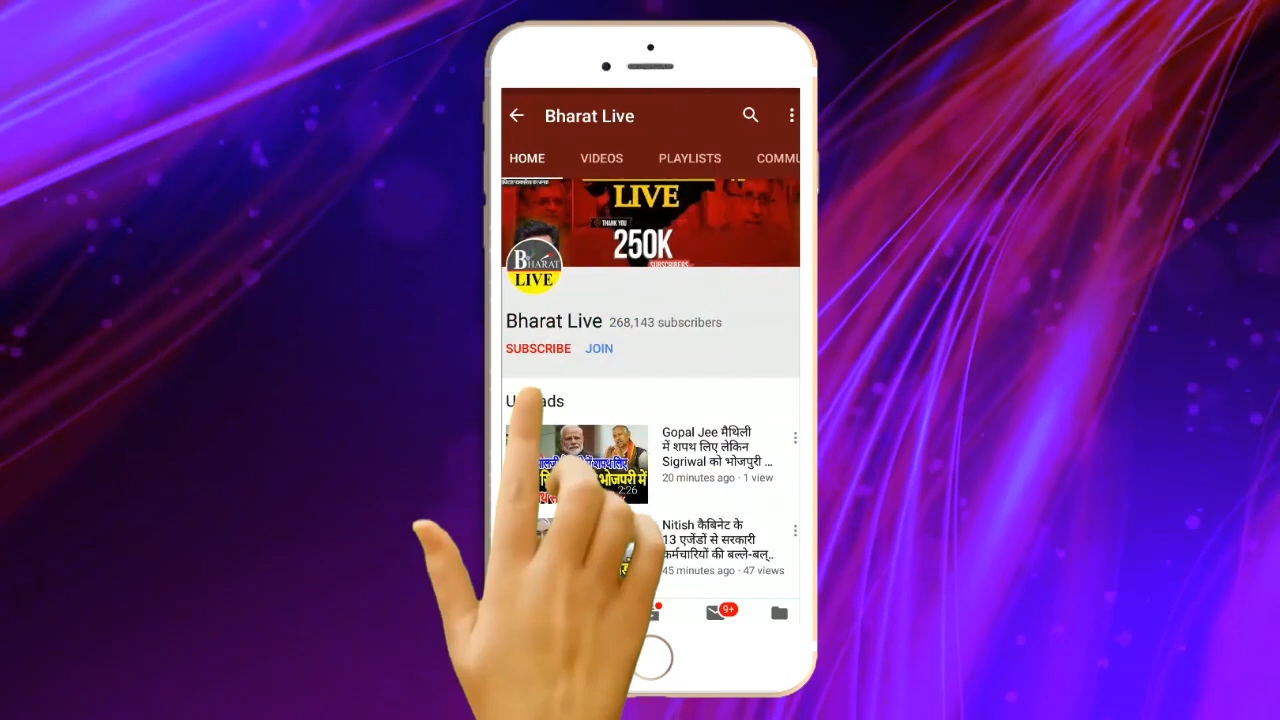 Bharat Live
HOME VIDEOS PLAYLISTS COMMU
LIVE
THANK YOU
250K
SUBSCRIBERS
BHARAT
LIVE
Bharat Live 268,143 subscribers
SUBSCRIBE JOIN
Gopal Jee मैथिली
में शपथ लिए लेकिन
Sigriwal को भोजपुरी ...
20 minutes ago · 1 view
में शपथ लिए
भोजपरी में
2:26
Nitish कैबिनेट के
13 एजेंडों से सरकारी
कर्मचारियों की बल्ले-बल्...
45 minutes ago · 47 views
9+